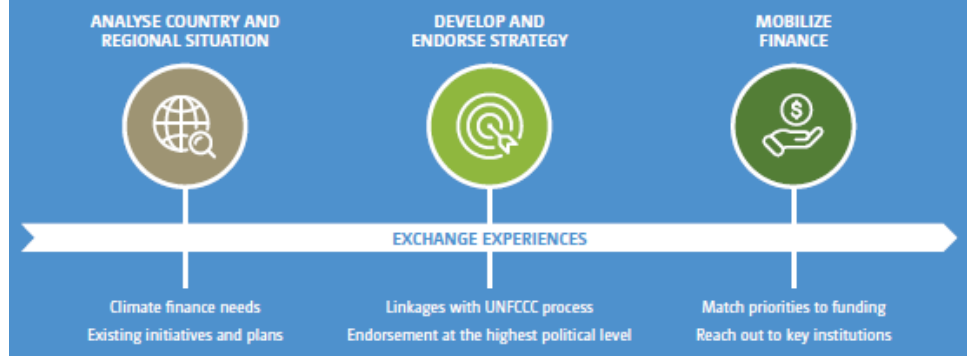 ANALYSE COUNTRY AND
REGIONAL SITUATION
DEVELOP AND
ENDORSE STRATEGY
MOBILIZE
FINANCE
$
EXCHANGE EXPERIENCES
Climate finance needs
Existing initiatives and plans
Linkages with UNFCCC process
Endorsement at the highest political level
Match priorities to funding
Reach out to key institutions